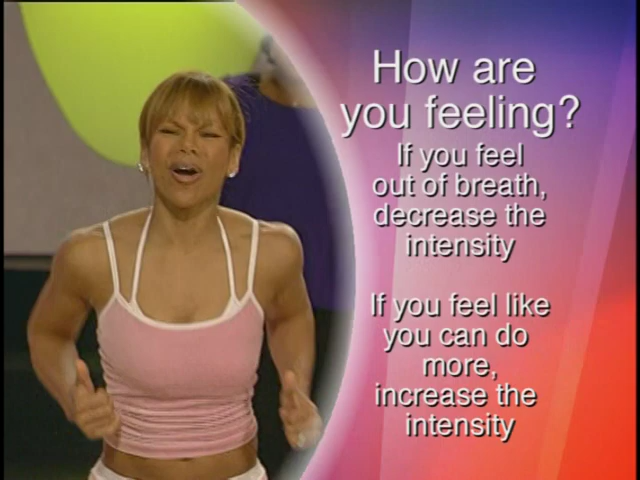 How are
you feeling?
If you feel
out of breath,
decrease the
intensity
If you feel like
you can do
more,
increase the
intensity